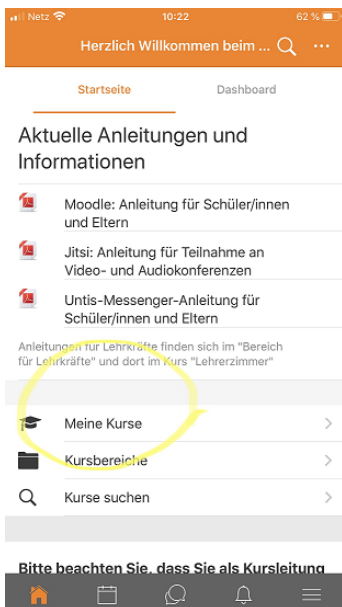 Netz 10:22 62 %
Herzlich Willkommen beim ...
Startseite Dashboard
Aktuelle Anleitungen und
Informationen
Moodle: Anleitung für Schüler/innen
und Eltern
Jitsi: Anleitung für Teilnahme an
Video- und Audiokonferenzen
Untis-Messenger-Anleitung für
Schüler/innen und Eltern
Anleitungen für Lehrkräfte finden sich im "Bereich
für Lehrkräfte" und dort im Kurs "Lehrerzimmer"
Meine Kurse
Kursbereiche
Kurse suchen
Bitte beachten Sie, dass Sie als Kursleitung